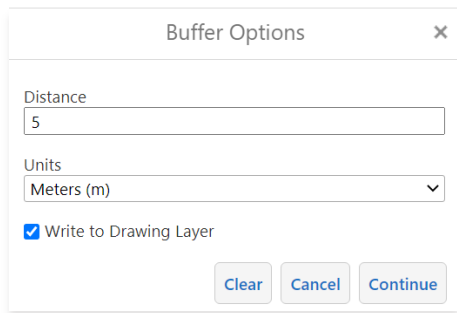 Buffer Options ×
Distance
5
Units
Meters (m)
Write to Drawing Layer
Clear Cancel Continue